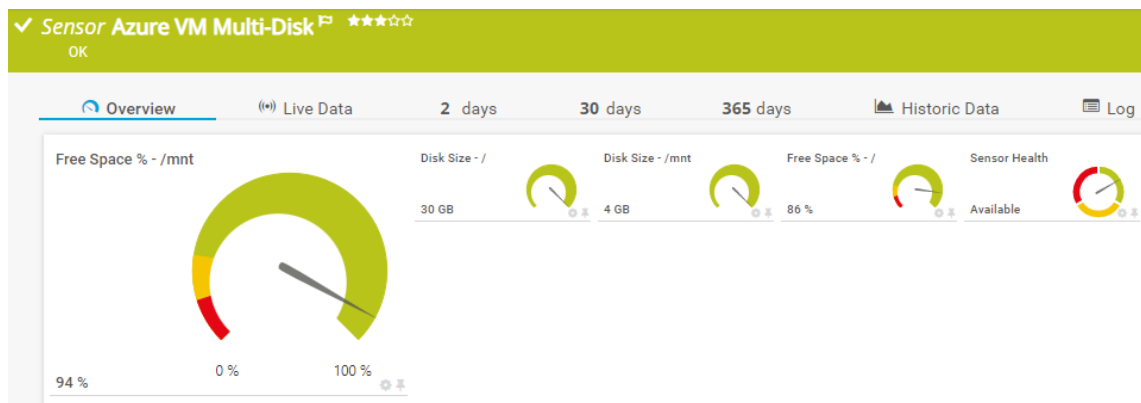 Sensor Azure VM Multi-Disk
OK
Overview
Live Data
2 days
30 days
365 days
Historic Data
Log
Free Space % - /mnt
0 %
100 %
94 %
Disk Size - /
30 GB
Disk Size - /mnt
4 GB
Free Space % - /
86 %
Sensor Health
Available